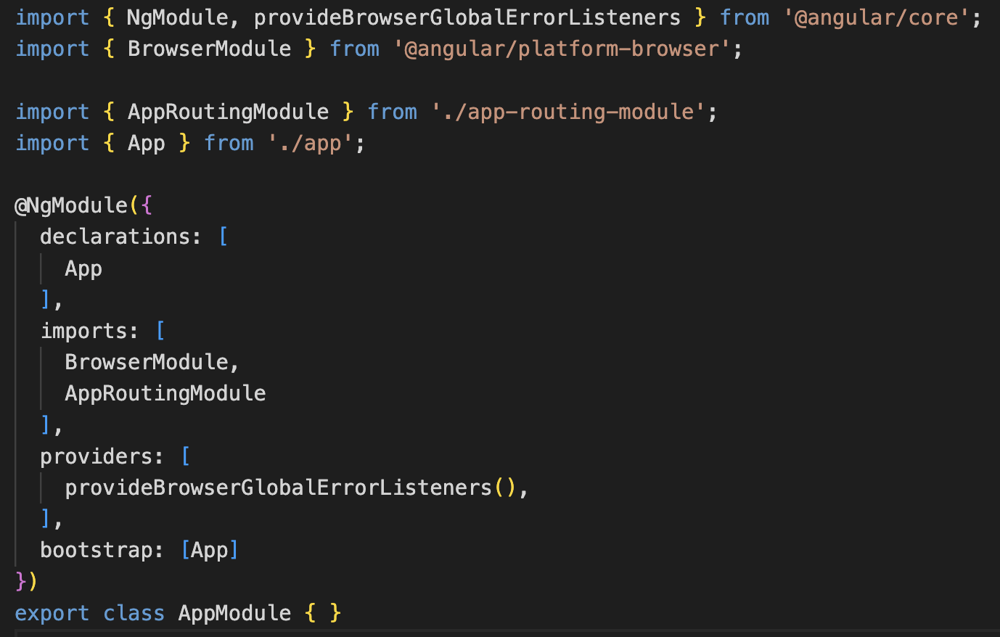 import { NgModule, provideBrowserGlobalErrorListeners } from '@angular/core';
import { BrowserModule } from '@angular/platform-browser';

import { AppRoutingModule } from './app-routing-module';
import { App } from './app';

@NgModule({
  declarations: [
    App
  ],
  imports: [
    BrowserModule,
    AppRoutingModule
  ],
  providers: [
    provideBrowserGlobalErrorListeners(),
  ],
  bootstrap: [App]
})
export class AppModule { }